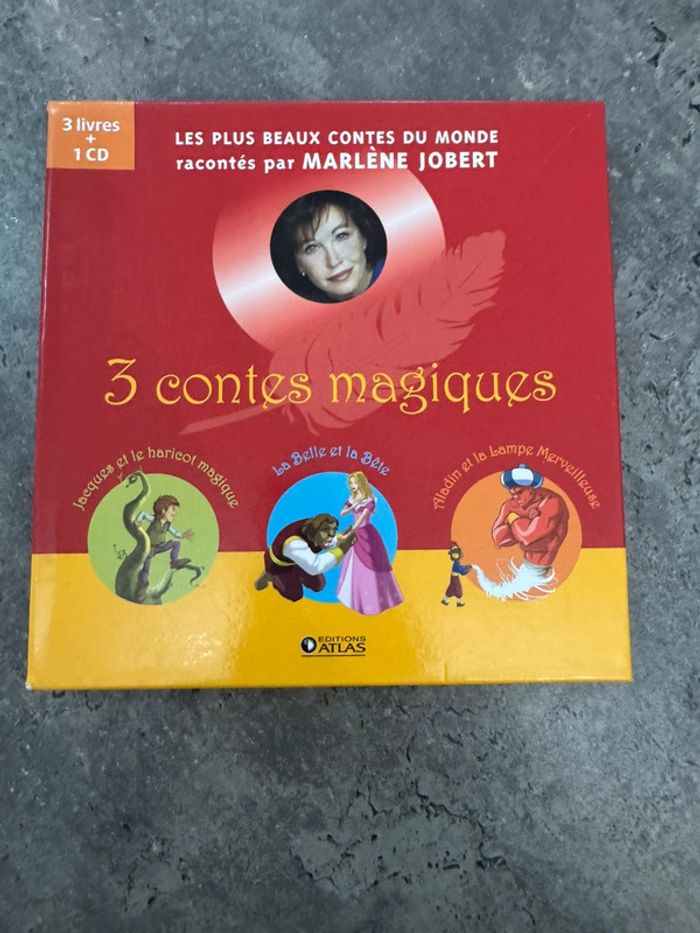 3 livres
+
1 CD
LES PLUS BEAUX CONTES DU MONDE
racontés par MARLÈNE JOBERT
3 contes magiques
Jacques et le haricot magique
La Belle et la Bête
Aladin et la Lampe Merveilleuse
EDITIONS
ATLAS